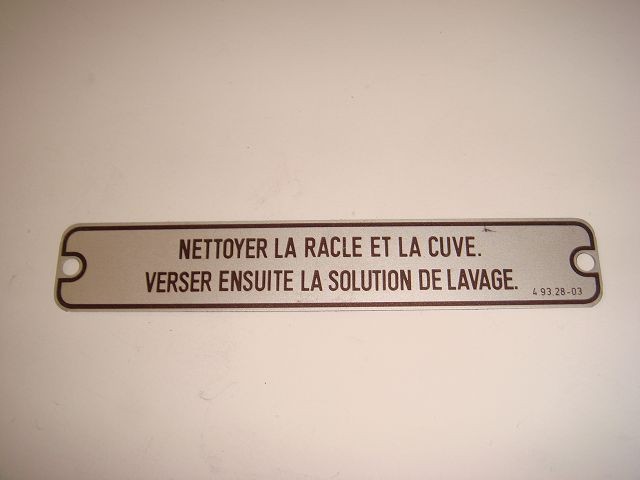 NETTOYER LA RACLE ET LA CUVE.
VERSER ENSUITE LA SOLUTION DE LAVAGE.
4 93 28-03